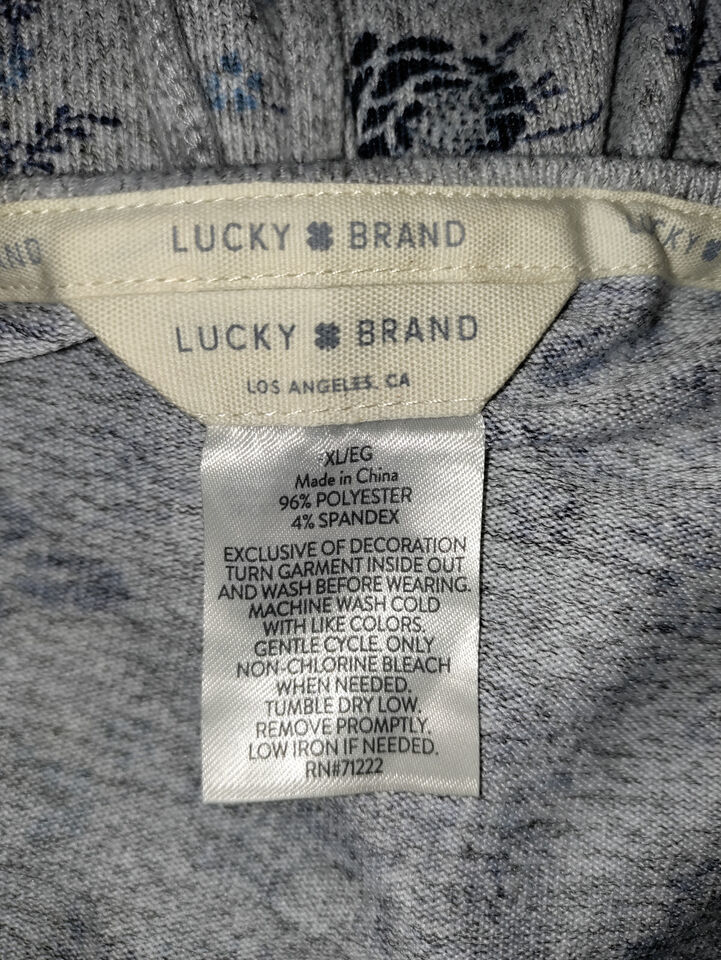 AND
LUCKY BRAND
CKY
LUCKY BRAND
LOS ANGELES, CA
XL/EG
Made in China
96% POLYESTER
4% SPANDEX
EXCLUSIVE OF DECORATION
TURN GARMENT INSIDE OUT
AND WASH BEFORE WEARING.
MACHINE WASH COLD
WITH LIKE COLORS.
GENTLE CYCLE. ONLY
NON-CHLORINE BLEACH
WHEN NEEDED.
TUMBLE DRY LOW.
REMOVE PROMPTLY.
LOW IRON IF NEEDED.
RN#71222